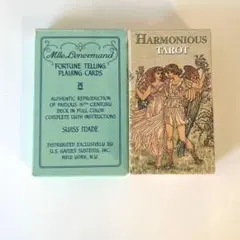 Mlle Lenormand
FORTUNE TELLING
PLAYING CARDS
AUTHENTIC REPRODUCTION
OF FAMOUS 19TH CENTURY
DECK IN FULL COLOR
COMPLETE WITH INSTRUCTIONS
SWISS MADE
DISTRIBUTED EXCLUSIVELY BY
U.S. GAMES SYSTEMS, INC.
NEW YORK, N.Y.
HARMONIOUS
TAROT